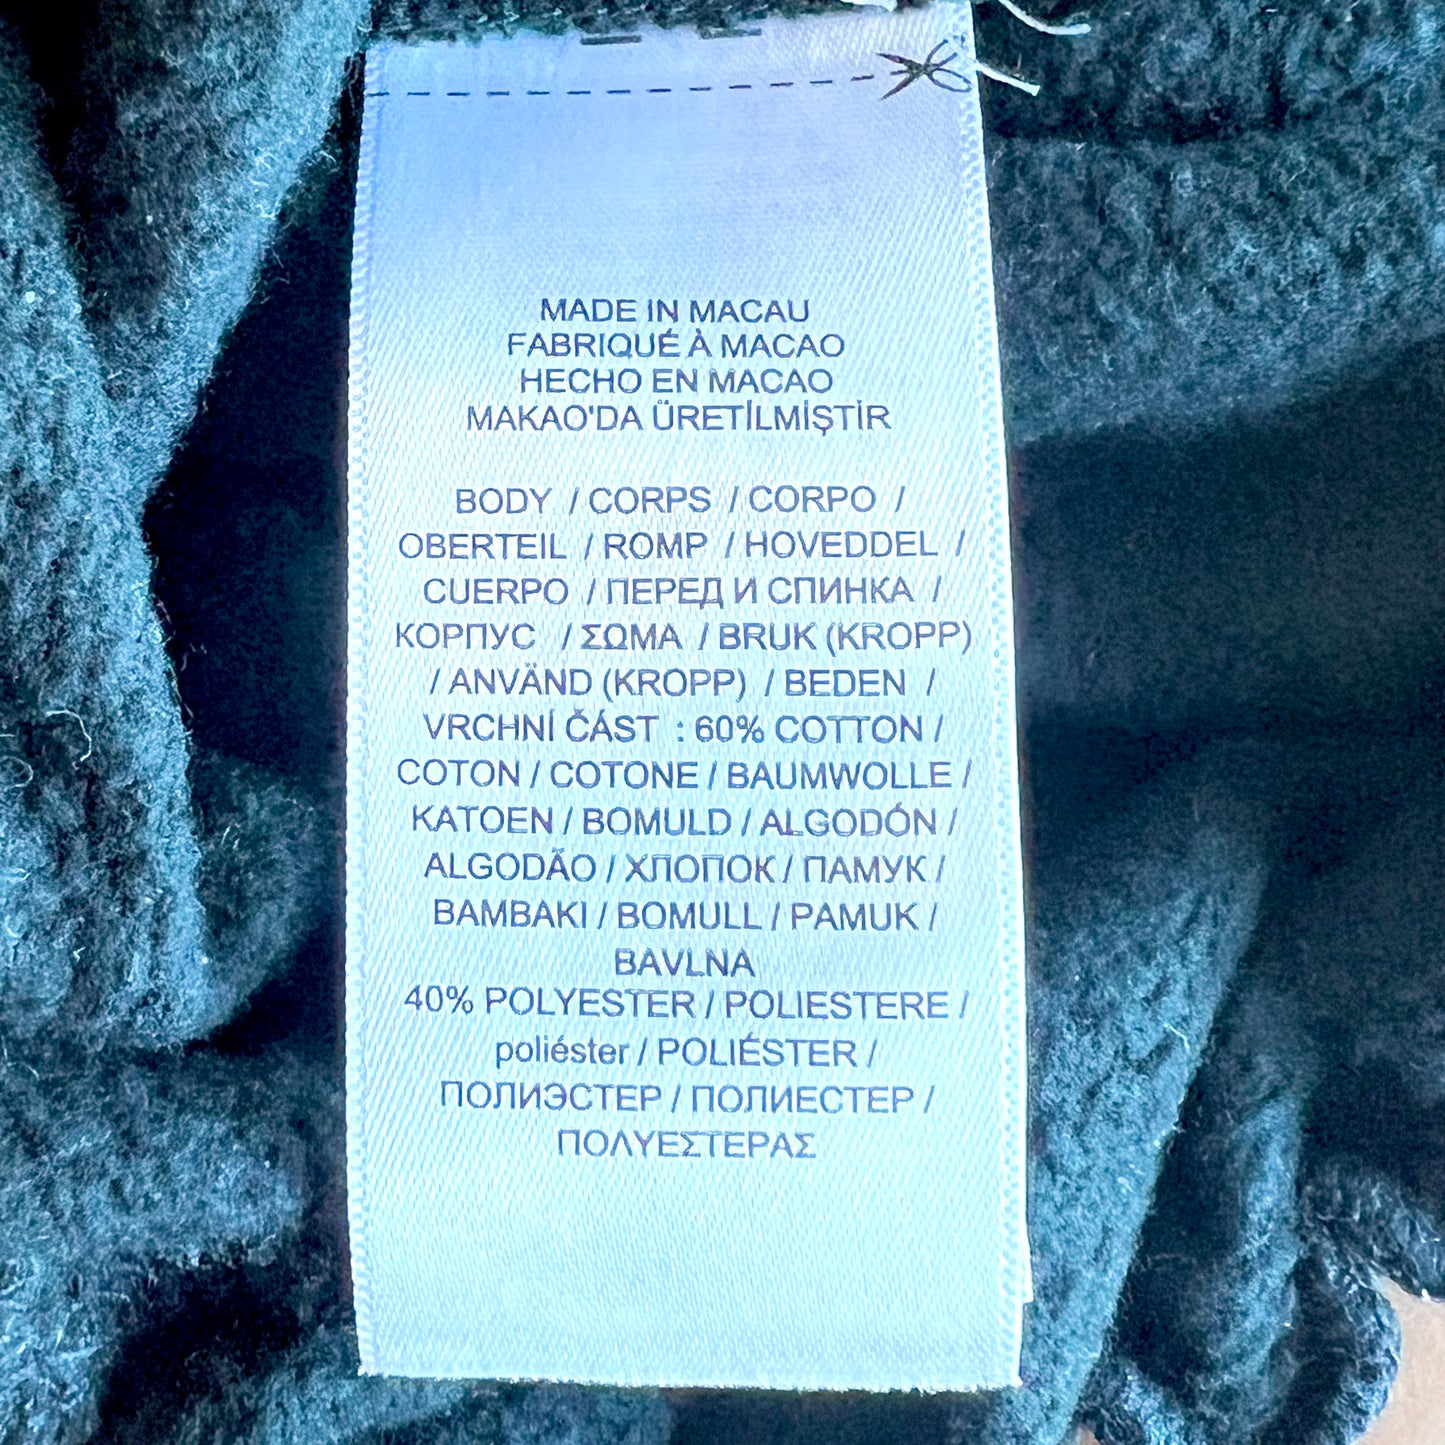 MADE IN MACAU
FABRIQUÉ À MACAO
HECHO EN MACAO
MAKAO'DA ÜRETİLMİŞTİR
BODY / CORPS / CORPO /
OBERTEIL / ROMP / HOVEDDEL /
CUERPO / ПЕРЕД И СПИНКА /
КОРПУС / ΣΩΜΑ / BRUK (KROPP)
/ ANVÄND (KROPP) / BEDEN /
VRCHNÍ ČÁST : 60% COTTON /
COTON / COTONE / BAUMWOLLE /
KATOEN / BOMULD / ALGODÓN /
ALGODÃO / ХЛОПОК / ПАМУК /
BAMBAKI / BOMULL / PAMUK /
BAVLNA
40% POLYESTER / POLIESTERE /
poliéster / POLIÉSTER /
ПОЛИЭСТЕР / ПОЛИЕСТЕР /
ΠΟΛΥΕΣΤΕΡΑΣ